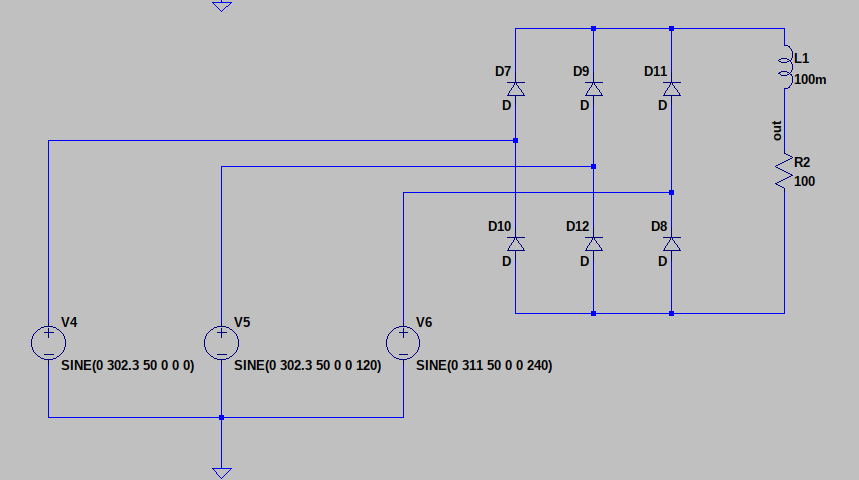 D7
D9
D11
L1
D
D
D
100m
out
R2
100
D10
D12
D8
D
D
D
V4
V5
V6
SINE(0 302.3 50 0 0 0)
SINE(0 302.3 50 0 0 120)
SINE(0 311 50 0 0 240)